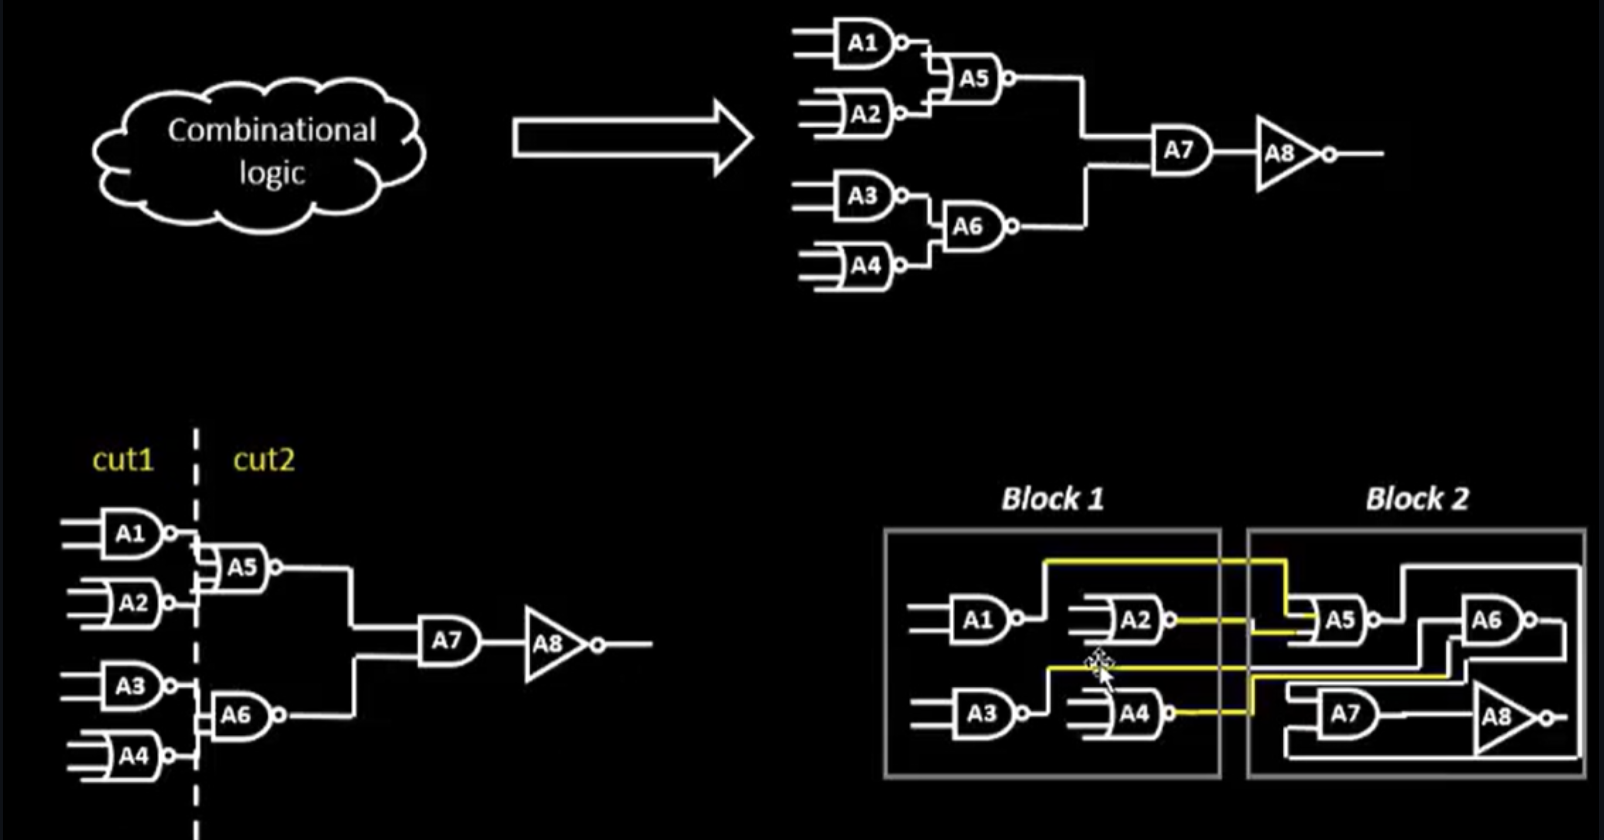 Combinational
logic
A1
A2
A5
A3
A4
A6
A7
A8
cut1
cut2
A1
A2
A5
A3
A4
A6
A7
A8
Block 1
Block 2
A1
A2
A5
A6
A3
A4
A7
A8